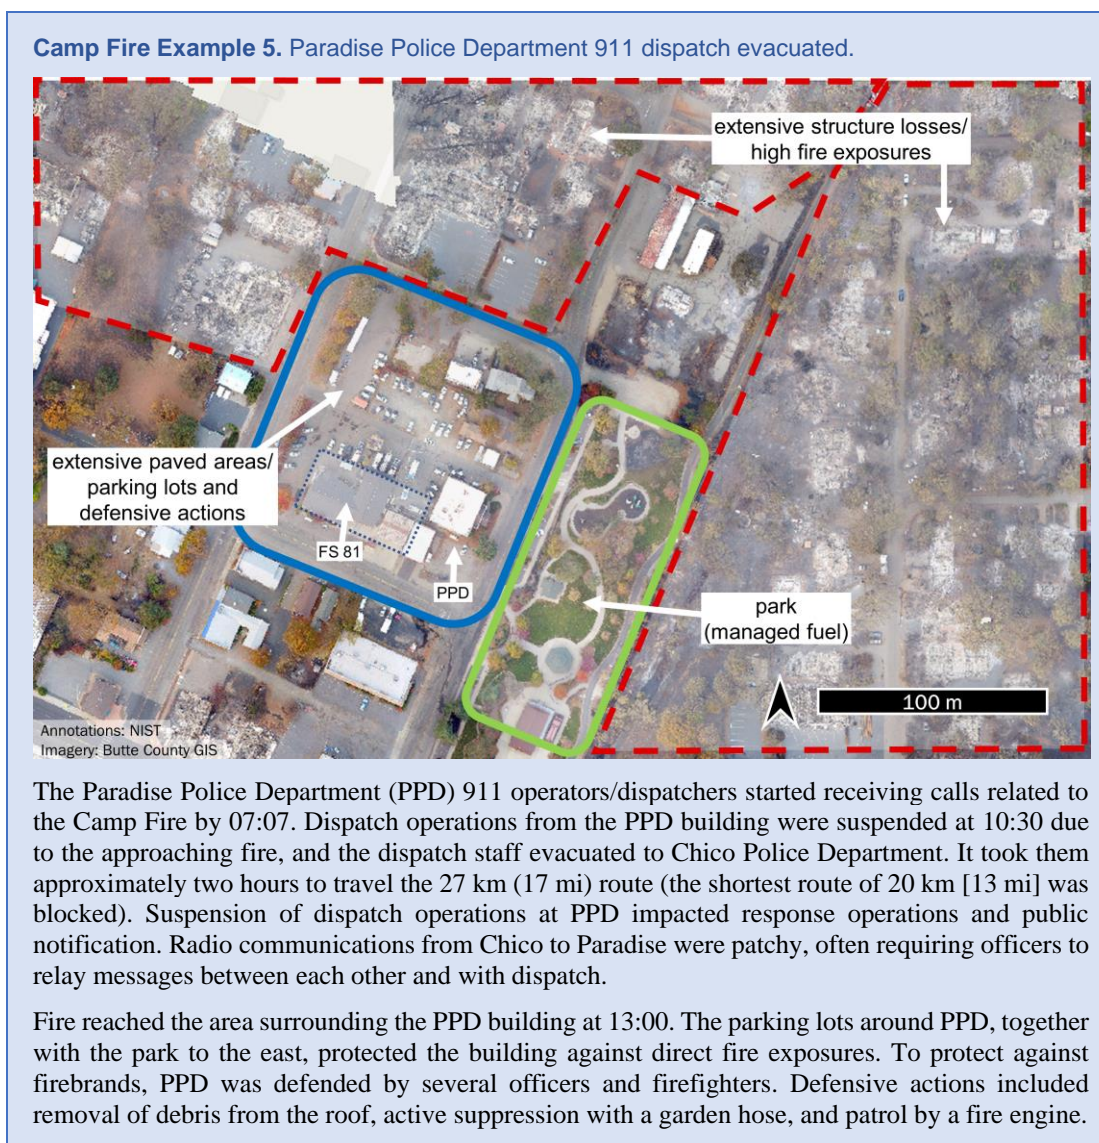 Camp Fire Example 5. Paradise Police Department 911 dispatch evacuated.
extensive structure losses/
high fire exposures
extensive paved areas/
parking lots and
defensive actions
FS 81
PPD
park
(managed fuel)
100 m
Annotations: NIST
Imagery: Butte County GIS
The Paradise Police Department (PPD) 911 operators/dispatchers started receiving calls related to
the Camp Fire by 07:07. Dispatch operations from the PPD building were suspended at 10:30 due
to the approaching fire, and the dispatch staff evacuated to Chico Police Department. It took them
approximately two hours to travel the 27 km (17 mi) route (the shortest route of 20 km [13 mi] was
blocked). Suspension of dispatch operations at PPD impacted response operations and public
notification. Radio communications from Chico to Paradise were patchy, often requiring officers to
relay messages between each other and with dispatch.
Fire reached the area surrounding the PPD building at 13:00. The parking lots around PPD, together
with the park to the east, protected the building against direct fire exposures. To protect against
firebrands, PPD was defended by several officers and firefighters. Defensive actions included
removal of debris from the roof, active suppression with a garden hose, and patrol by a fire engine.